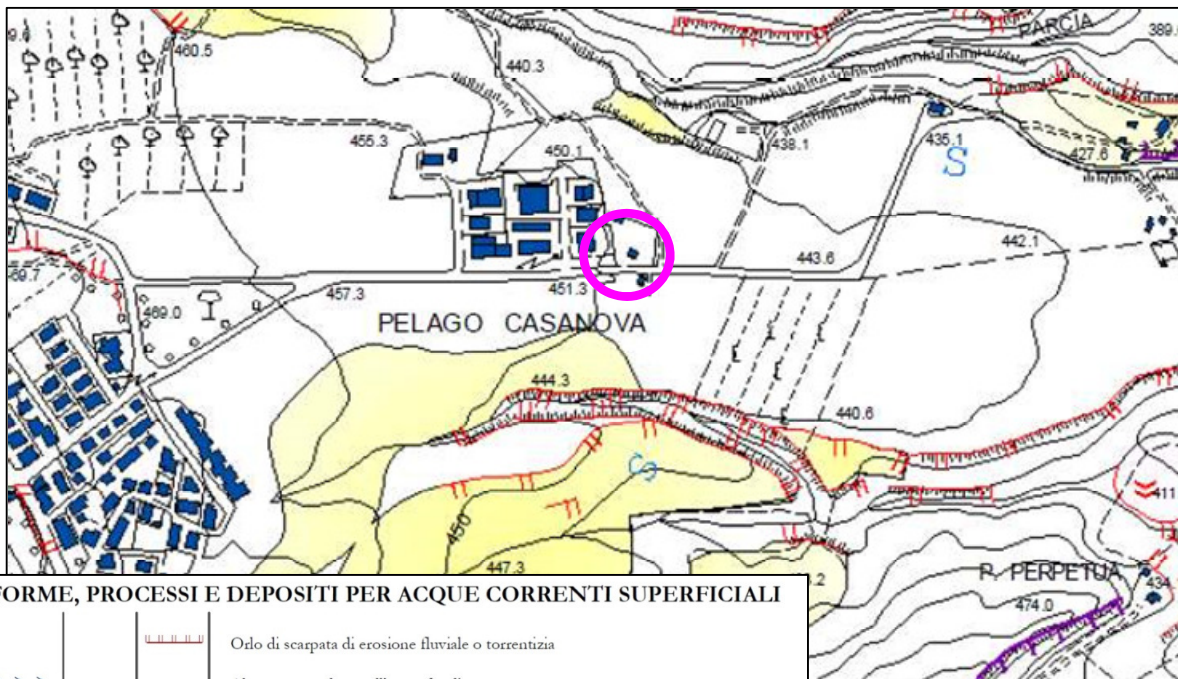 460.5
440.3
PARCIA
455.3
450.1
438.1
435.1
S
427.6
457.3
451.3
443.6
442.1
469.0
PELAGO CASANOVA
444.3
440.6
S
450
447.3
411
P. PERPETUA
474.0
434
FORME, PROCESSI E DEPOSITI PER ACQUE CORRENTI SUPERFICIALI
Orlo di scarpata di erosione fluviale o torrentizia